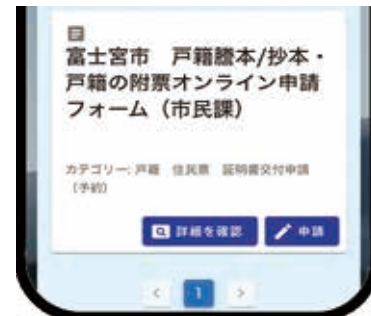 富士宮市　戸籍謄本/抄本・
戸籍の附票オンライン申請
フォーム（市民課）
カテゴリー: 戸籍　住民票　証明書交付申請
（予約）
詳細を確認
申請
< 1 >